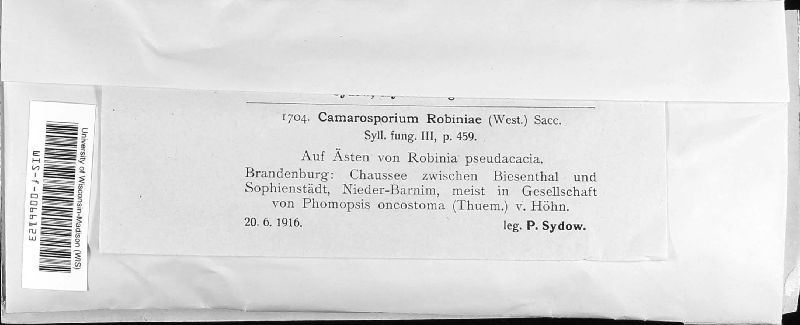 1704. Camarosporium Robiniae (West.) Sacc.
Syll. fung. III, p. 459.
Auf Ästen von Robinia pseudacacia.
Brandenburg: Chaussee zwischen Biesenthal und
Sophienstädt, Nieder-Barnim, meist in Gesellschaft
von Phomopsis oncostoma (Thuem.) v. Höhn.
20. 6. 1916. leg. P. Sydow.
University of Wisconsin-Madison (WIS)
WIS-f-0069123